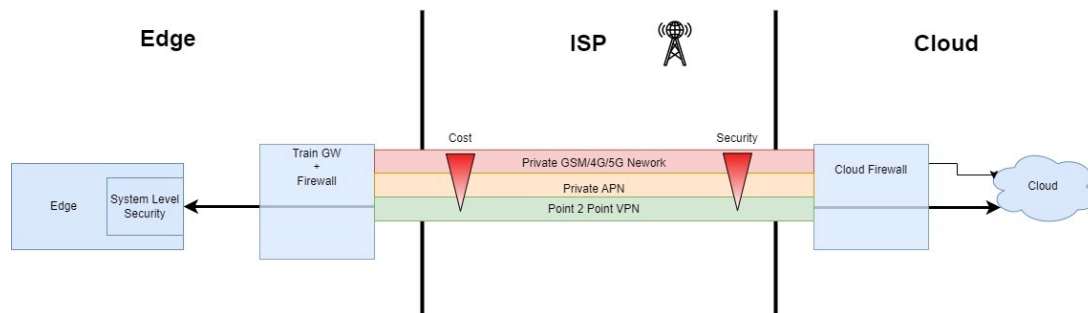 Edge
ISP
Cloud
Cost
Security
Train GW
+
Firewall
Private GSM/4G/5G Nework
Cloud Firewall
Private APN
Edge
System Level
Security
Point 2 Point VPN
Cloud